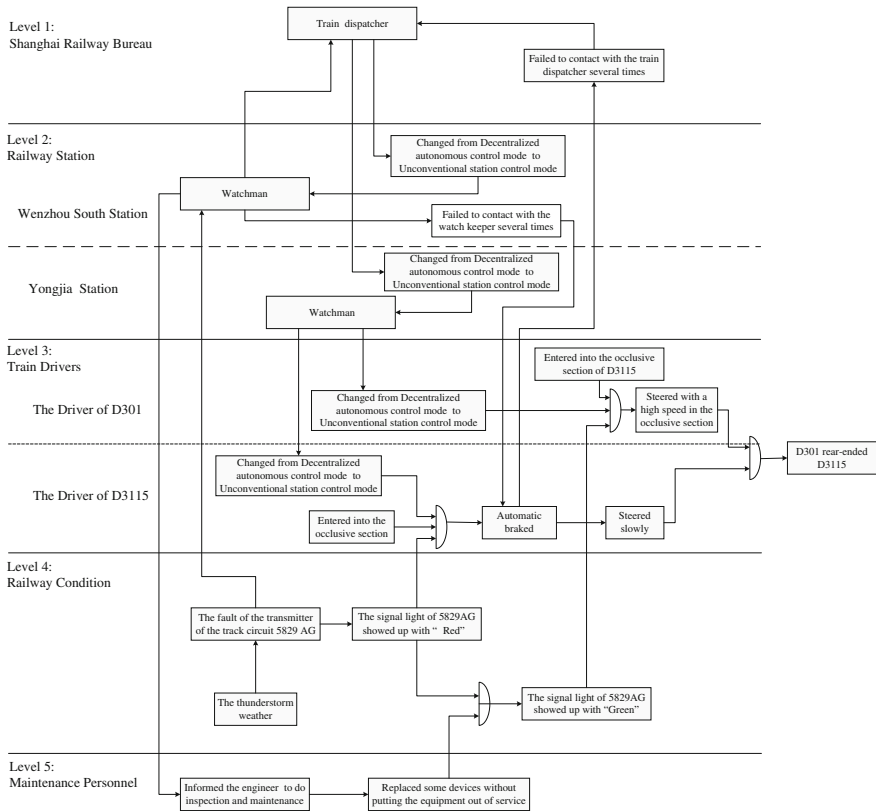 Level 1:
Shanghai Railway Bureau
Train dispatcher
Failed to contact with the train
dispatcher several times
Level 2:
Railway Station
Changed from Decentralized
autonomous control mode to
Unconventional station control mode
Watchman
Wenzhou South Station
Failed to contact with the
watch keeper several times
Changed from Decentralized
autonomous control mode to
Unconventional station control mode
Yongjia Station
Watchman
Level 3:
Train Drivers
Entered into the occlusive
section of D3115
The Driver of D301
Changed from Decentralized
autonomous control mode to
Unconventional station control mode
Steered with a
high speed in the
occlusive section
D301 rear-ended
D3115
Changed from Decentralized
autonomous control mode to
Unconventional station control mode
The Driver of D3115
Entered into the
occlusive section
Automatic
braked
Steered
slowly
Level 4:
Railway Condition
The fault of the transmitter
of the track circuit 5829 AG
The signal light of 5829AG
showed up with “ Red”
The thunderstorm
weather
The signal light of 5829AG
showed up with “Green”
Level 5:
Maintenance Personnel
Informed the engineer to do
inspection and maintenance
Replaced some devices without
putting the equipment out of service